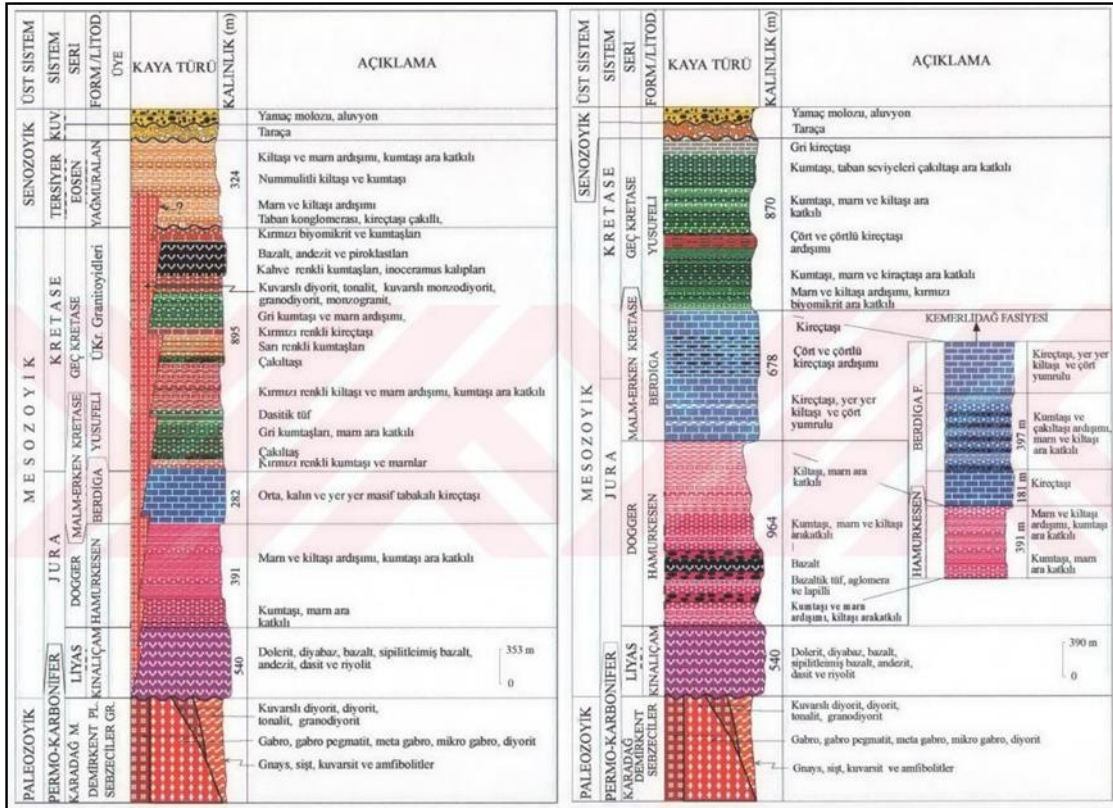 ÜST SİSTEM
SİSTEM
SERİ
FORM./LİTOD.
ÜYE
KAYA TÜRÜ
KALINLIK (m)
AÇIKLAMA
SENOZOYİK
KUV.
TERSİYER
EOSEN
YAĞMURALAN
324
Yamaç molozu, aluvyon
Taraça
Kiltaşı ve marn ardışımı, kumtaşı ara katkılı
Nummulitli kiltaşı ve kumtaşı
?
Marn ve kiltaşı ardışımı
Taban konglomerası, kireçtaşı çakıllı,
MESOZOYİK
KRETASE
GEÇ KRETASE
ÜKr. Granitoyidleri
895
Kırmızı biyomikrit ve kumtaşları
Bazalt, andezit ve piroklastları
Kahve renkli kumtaşları, inoceramus kalıpları
Kuvarslı diyorit, tonalit, kuvarslı monzodiyorit,
granodiyorit, monzogranit,
Gri kumtaşı ve marn ardışımı,
Kırmızı renkli kireçtaşı
Sarı renkli kumtaşları
Çakıltaşı
Kırmızı renkli kiltaşı ve marn ardışımı, kumtaşı ara katkılı
Dasitik tüf
Gri kumtaşları, marn ara katkılı
Çakıltaş
Kırmızı renkli kumtaşı ve marnlar
YUSUFELİ
JURA
MALM-ERKEN KRETASE
BERDİGA
282
Orta, kalın ve yer yer masif tabakalı kireçtaşı
DOGGER
HAMURKESEN
391
Marn ve kiltaşı ardışımı, kumtaşı ara katkılı
Kumtaşı, marn ara
katkılı
LİYAS
KINALIÇAM
540
Dolerit, diyabaz, bazalt, sipilitleimiş bazalt,
andezit, dasit ve riyolit
353 m
0
PALEOZOYİK
PERMO-KARBONİFER
KARADAĞ M.
DEMİRKENT PL.
SEBZECİLER GR.
Kuvarslı diyorit, diyorit,
tonalit, granodiyorit
Gabro, gabro pegmatit, meta gabro, mikro gabro, diyorit
Gnays, sişt, kuvarsit ve amfibolitler
ÜST SİSTEM
SİSTEM
SERİ
FORM./LİTOD.
KAYA TÜRÜ
KALINLIK (m)
AÇIKLAMA
SENOZOYİK
Yamaç molozu, aluvyon
Taraça
MESOZOYİK
KRETASE
GEÇ KRETASE
YUSUFELİ
870
Gri kireçtaşı
Kumtaşı, taban seviyeleri çakıltaşı ara katkılı
Kumtaşı, marn ve kiltaşı ara
katkılı
Çört ve çörtlü kireçtaşı
ardışımı
Kumtaşı, marn ve kiraçtaşı ara katkılı
Marn ve kiltaşı ardışımı, kırmızı
biyomikrit ara katkılı
JURA
MALM-ERKEN KRETASE
BERDİGA
678
Kireçtaşı
Çört ve çörtlü
kireçtaşı ardışımı
Kireçtaşı, yer yer
kiltaşı ve çört
yumrulu
DOGGER
HAMURKESEN
964
Kiltaşı, marn ara
katkılı
Kumtaşı, marn ve kiltaşı
arakatkılı
Bazalt
Bazaltik tüf, aglomera
ve lapilli
Kumtaşı ve marn
ardışımı, kiltaşı arakatkılı
KEMERLİDAĞ FASİYESİ
BERDİGA F.
Kireçtaşı, yer yer
kiltaşı ve çört
yumrulu
397 m
Kumtaşı ve
çakıltaşı ardışımı,
marn ve kiltaşı
ara katkılı
181 m
Kireçtaşı
HAMURKESEN
391 m
Marn ve kiltaşı
ardışımı, kumtaşı
ara katkılı
Kumtaşı, marn
ara katkılı
LİYAS
KINALIÇAM
540
Dolerit, diyabaz, bazalt,
sipilitleimiş bazalt, andezit,
dasit ve riyolit
390 m
0
PALEOZOYİK
PERMO-KARBONİFER
KARADAĞ
DEMİRKENT
SEBZECİLER
Kuvarslı diyorit, diyorit,
tonalit, granodiyorit
Gabro, gabro pegmatit, meta gabro, mikro gabro, diyorit
Gnays, sişt, kuvarsit ve amfibolitler